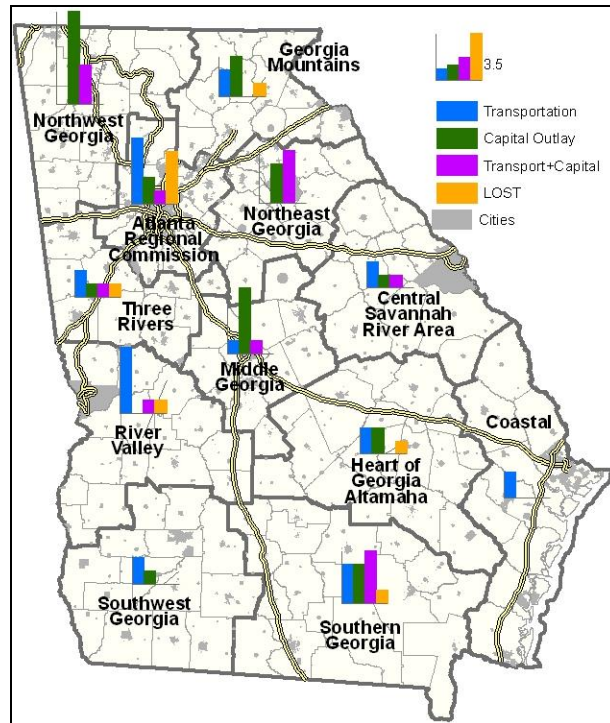 Georgia
Mountains
3.5
Transportation
Capital Outlay
Transport+Capital
LOST
Cities
Northwest
Georgia
Northeast
Georgia
Atlanta
Regional
Commission
Central
Savannah
River Area
Three
Rivers
Middle
Georgia
Coastal
River
Valley
Heart of
Georgia
Altamaha
Southwest
Georgia
Southern
Georgia